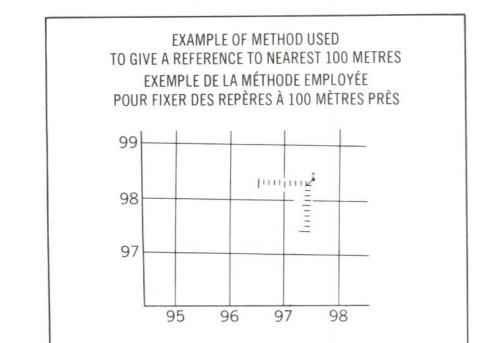 EXAMPLE OF METHOD USED
TO GIVE A REFERENCE TO NEAREST 100 METRES
EXEMPLE DE LA MÉTHODE EMPLOYÉE
POUR FIXER DES REPÈRES À 100 MÈTRES PRÈS
99
98
97
95 96 97 98